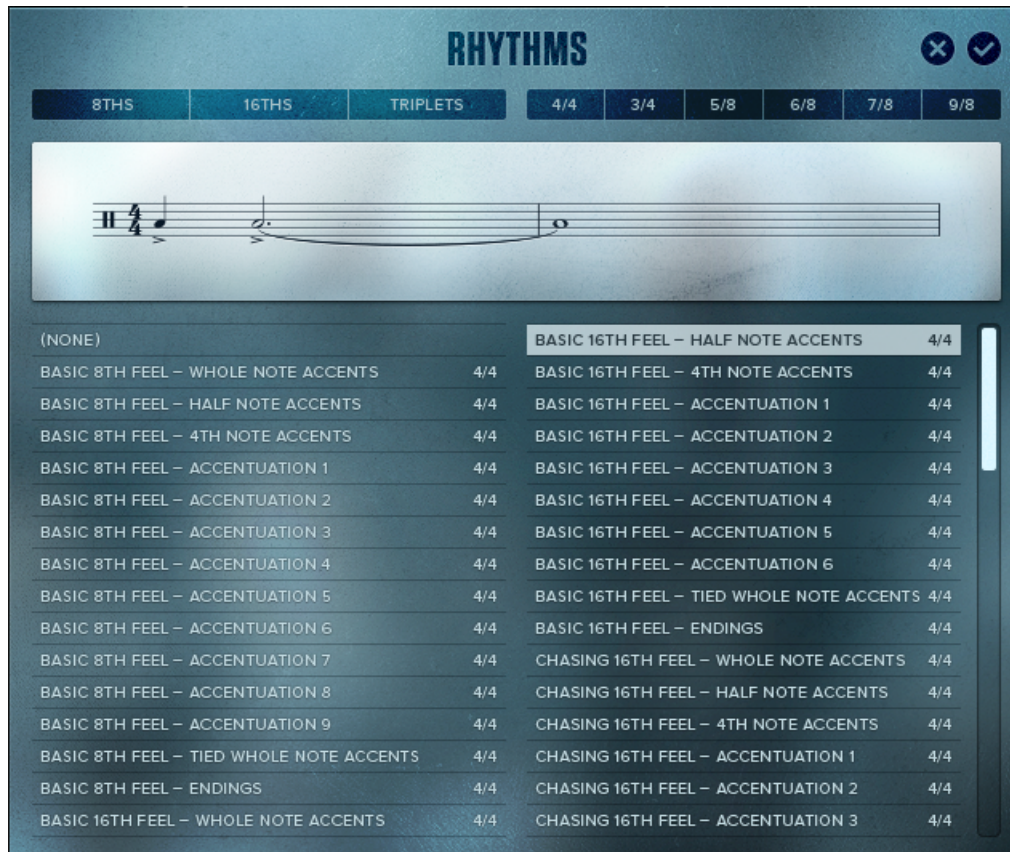 RHYTHMS
8THS 16THS TRIPLETS 4/4 3/4 5/8 6/8 7/8 9/8
4
4
(NONE)
BASIC 8TH FEEL – WHOLE NOTE ACCENTS 4/4
BASIC 8TH FEEL – HALF NOTE ACCENTS 4/4
BASIC 8TH FEEL – 4TH NOTE ACCENTS 4/4
BASIC 8TH FEEL – ACCENTUATION 1 4/4
BASIC 8TH FEEL – ACCENTUATION 2 4/4
BASIC 8TH FEEL – ACCENTUATION 3 4/4
BASIC 8TH FEEL – ACCENTUATION 4 4/4
BASIC 8TH FEEL – ACCENTUATION 5 4/4
BASIC 8TH FEEL – ACCENTUATION 6 4/4
BASIC 8TH FEEL – ACCENTUATION 7 4/4
BASIC 8TH FEEL – ACCENTUATION 8 4/4
BASIC 8TH FEEL – ACCENTUATION 9 4/4
BASIC 8TH FEEL – TIED WHOLE NOTE ACCENTS 4/4
BASIC 8TH FEEL – ENDINGS 4/4
BASIC 16TH FEEL – WHOLE NOTE ACCENTS 4/4
BASIC 16TH FEEL – HALF NOTE ACCENTS 4/4
BASIC 16TH FEEL – 4TH NOTE ACCENTS 4/4
BASIC 16TH FEEL – ACCENTUATION 1 4/4
BASIC 16TH FEEL – ACCENTUATION 2 4/4
BASIC 16TH FEEL – ACCENTUATION 3 4/4
BASIC 16TH FEEL – ACCENTUATION 4 4/4
BASIC 16TH FEEL – ACCENTUATION 5 4/4
BASIC 16TH FEEL – ACCENTUATION 6 4/4
BASIC 16TH FEEL – TIED WHOLE NOTE ACCENTS 4/4
BASIC 16TH FEEL – ENDINGS 4/4
CHASING 16TH FEEL – WHOLE NOTE ACCENTS 4/4
CHASING 16TH FEEL – HALF NOTE ACCENTS 4/4
CHASING 16TH FEEL – 4TH NOTE ACCENTS 4/4
CHASING 16TH FEEL – ACCENTUATION 1 4/4
CHASING 16TH FEEL – ACCENTUATION 2 4/4
CHASING 16TH FEEL – ACCENTUATION 3 4/4